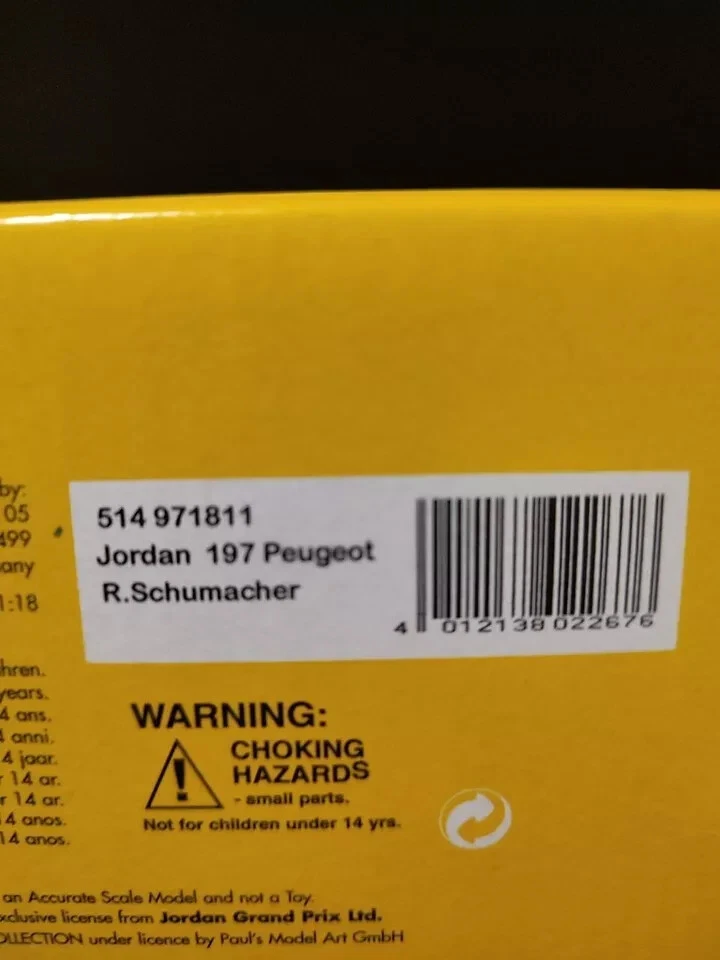 by:
05
499
any
1:18
514 971811
Jordan 197 Peugeot
R.Schumacher
4 012138 022676
hren.
years.
4 ans.
4 anni.
4 jaar.
r 14 ar.
r 14 ar.
4 anos.
14 anos.
WARNING:
CHOKING
HAZARDS
- small parts.
Not for children under 14 yrs.
an Accurate Scale Model and not a Toy.
xclusive license from Jordan Grand Prix Ltd.
OLLECTION under licence by Paul's Model Art GmbH